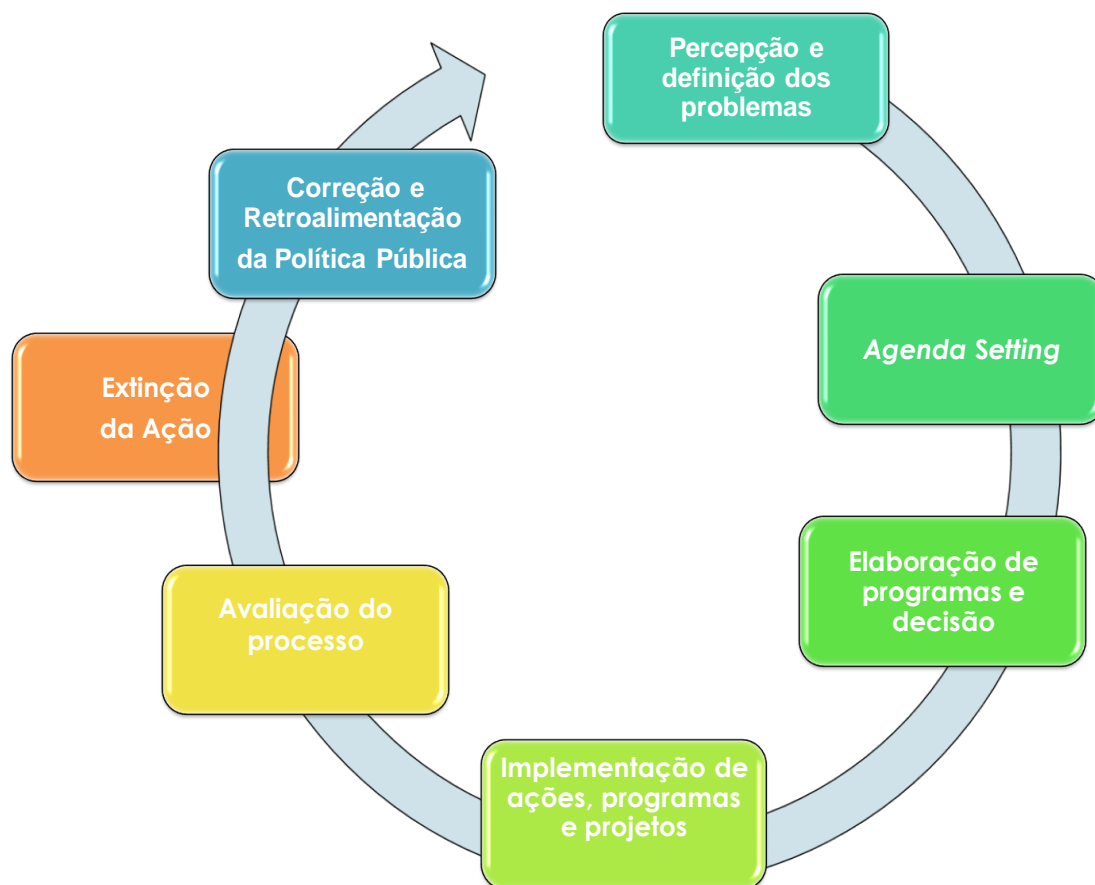 Percepção e
definição dos
problemas
Agenda Setting
Elaboração de
programas e
decisão
Implementação de
ações, programas
e projetos
Avaliação do
processo
Extinção
da Ação
Correção e
Retroalimentação
da Política Pública